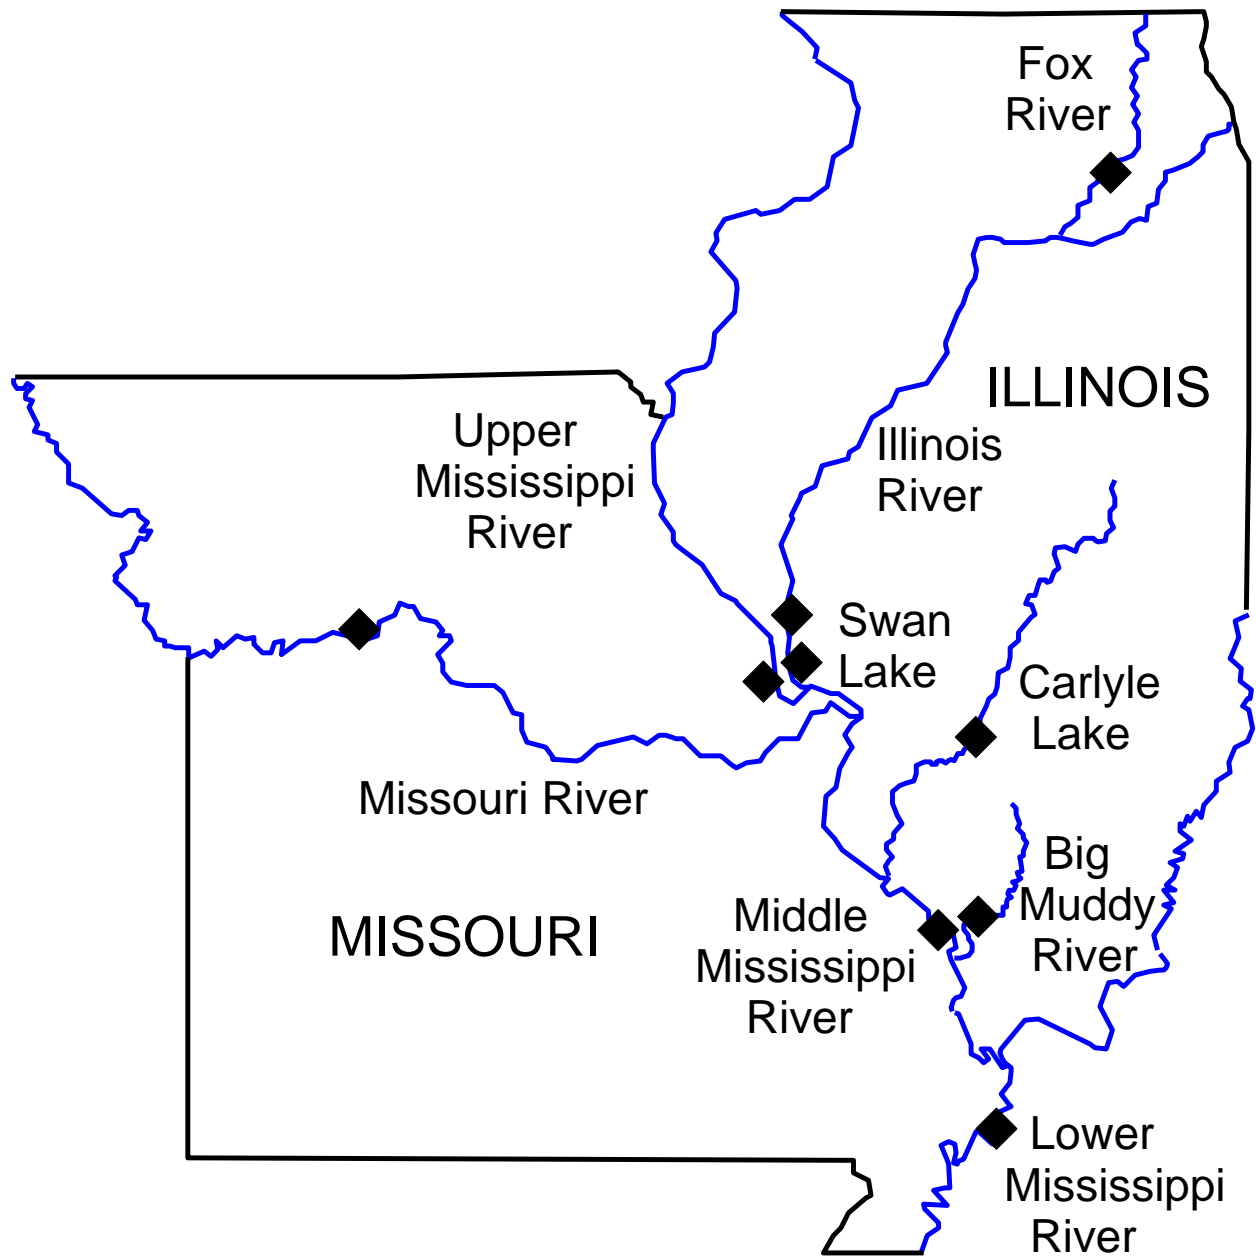 Fox
River
ILLINOIS
Upper
Mississippi
River
Illinois
River
Swan
Lake
Carlyle
Lake
Missouri River
Big
Muddy
River
MISSOURI
Middle
Mississippi
River
Lower
Mississippi
River